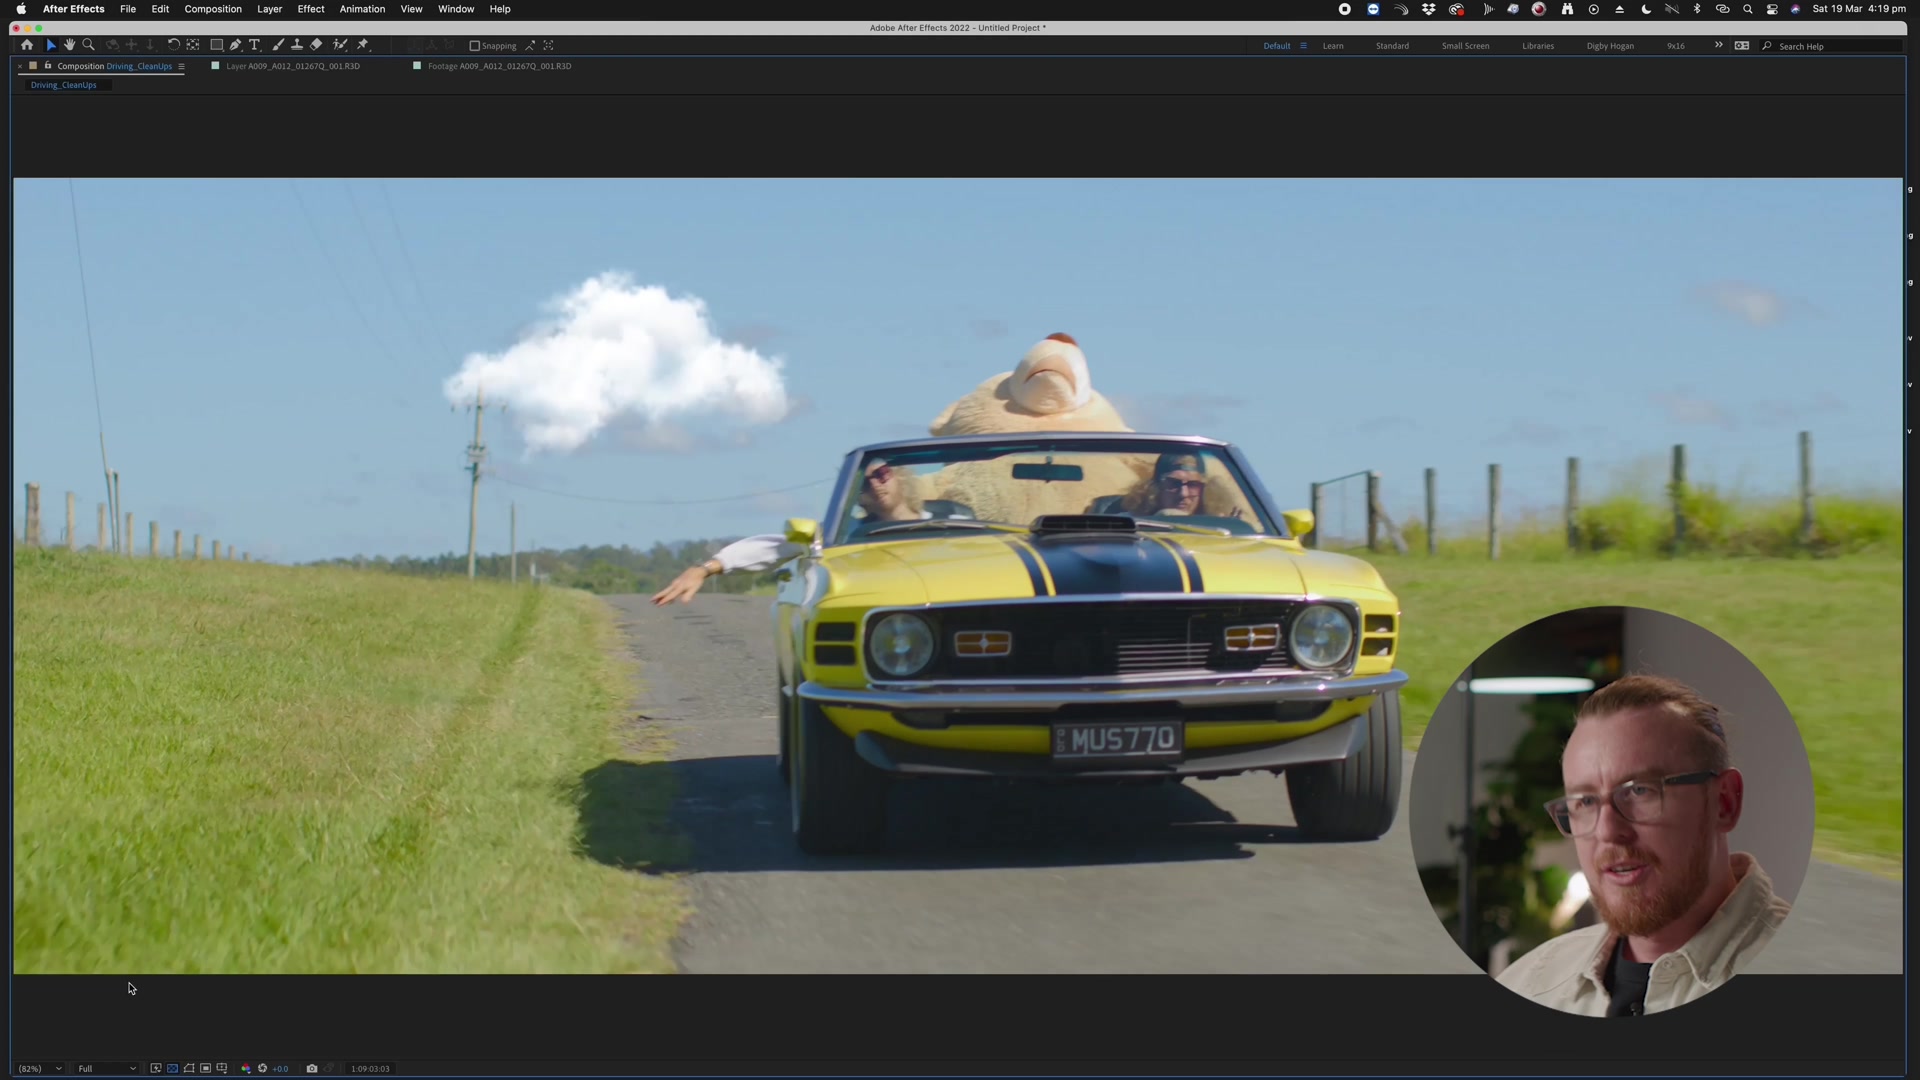 After Effects File Edit Composition Layer Effect Animation View Window Help Sat 19 Mar 4:19 pm
Adobe After Effects 2022 - Untitled Project *
Snapping Default Learn Standard Small Screen Libraries Digby Hogan 9x16 Search Help
Composition Driving_CleanUps Layer A009_A012_01267Q_001.R3D Footage A009_A012_01267Q_001.R3D
Driving_CleanUps
MUS770
(82%) Full +0.0 1:09:03:03